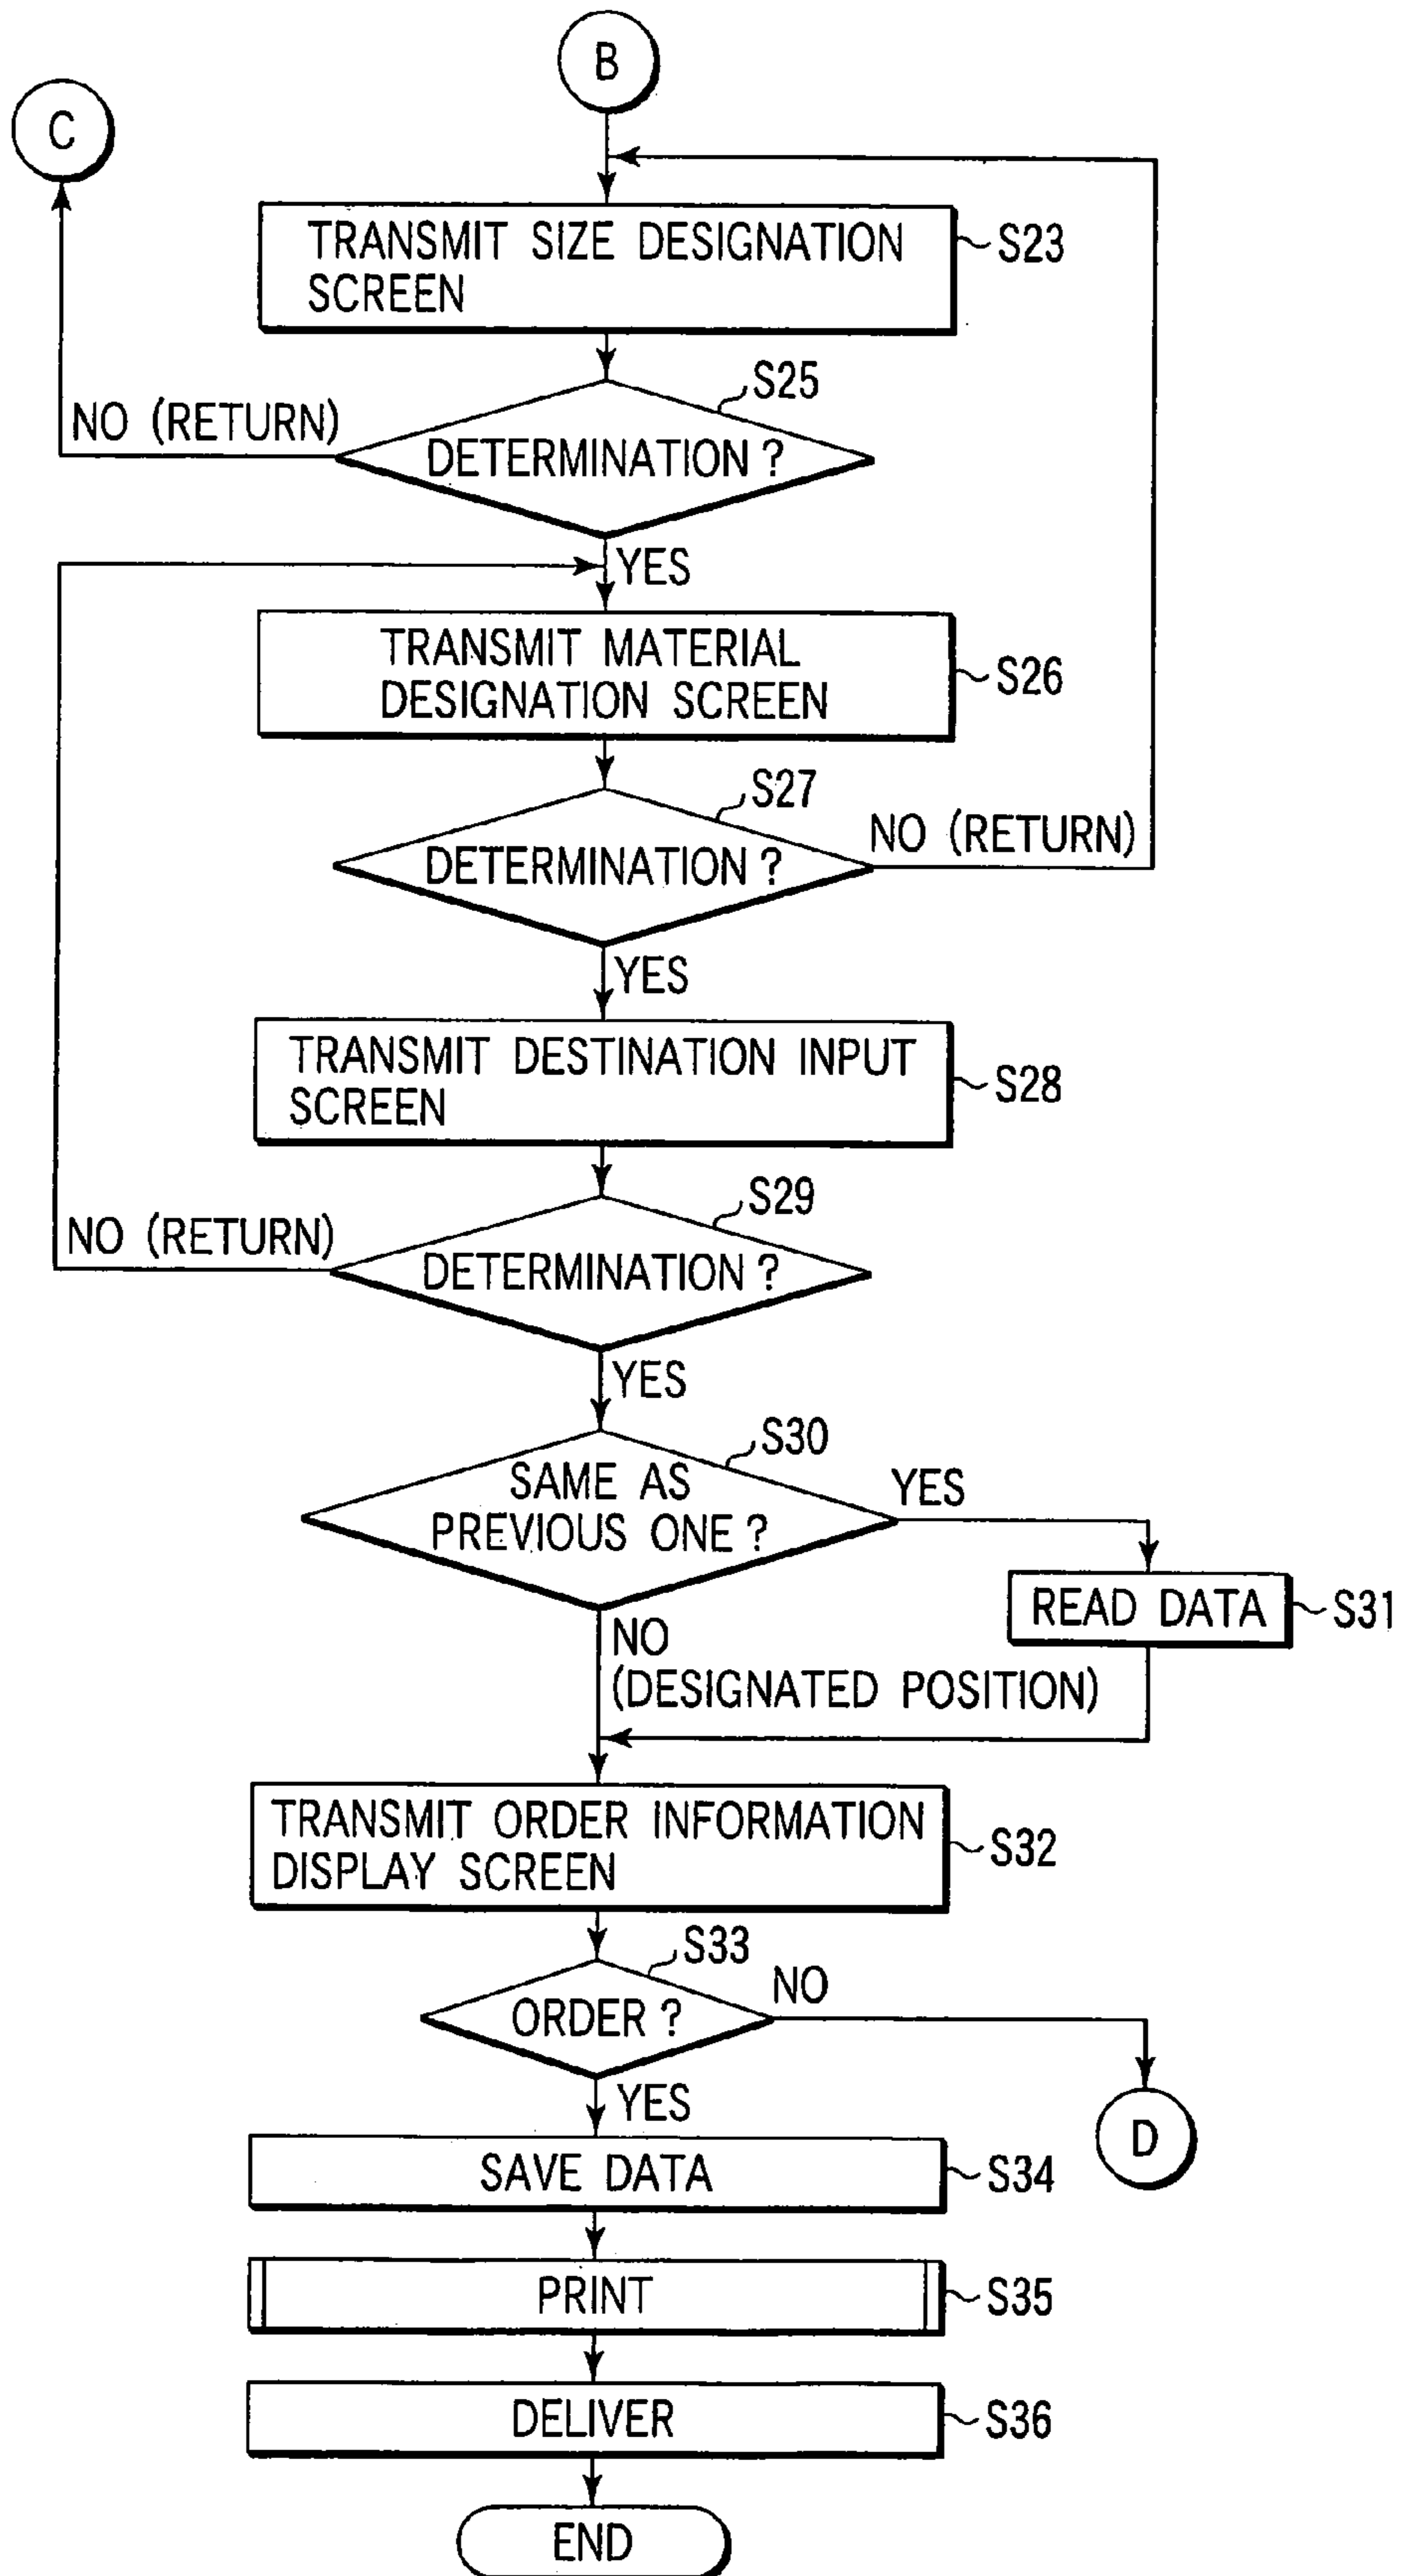 B
C
TRANSMIT SIZE DESIGNATION
SCREEN
S23
S25
NO (RETURN)
DETERMINATION ?
YES
TRANSMIT MATERIAL
DESIGNATION SCREEN
S26
S27
NO (RETURN)
DETERMINATION ?
YES
TRANSMIT DESTINATION INPUT
SCREEN
S28
S29
NO (RETURN)
DETERMINATION ?
YES
S30
SAME AS
PREVIOUS ONE ?
YES
READ DATA
S31
NO
(DESIGNATED POSITION)
TRANSMIT ORDER INFORMATION
DISPLAY SCREEN
S32
S33
NO
ORDER ?
YES
D
SAVE DATA
S34
PRINT
S35
DELIVER
S36
END